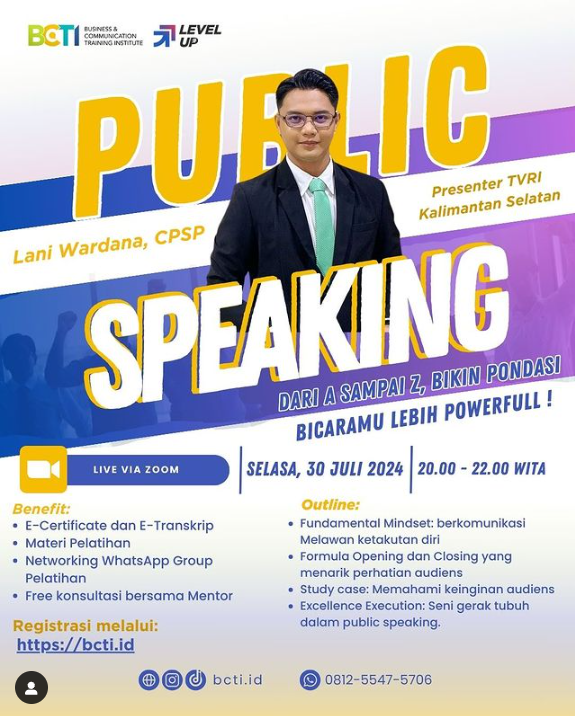 BCTI
BUSINESS &
COMMUNICATION
TRAINING INSTITUTE
LEVEL
UP
PUBLIC
Lani Wardana, CPSP
Presenter TVRI
Kalimantan Selatan
SPEAKING
DARI A SAMPAI Z, BIKIN PONDASI
BICARAMU LEBIH POWERFULL !
LIVE VIA ZOOM
SELASA, 30 JULI 2024
20.00 - 22.00 WITA
Benefit:
• E-Certificate dan E-Transkrip
• Materi Pelatihan
• Networking WhatsApp Group
Pelatihan
• Free konsultasi bersama Mentor
Registrasi melalui:
https://bcti.id
Outline:
• Fundamental Mindset: berkomunikasi
Melawan ketakutan diri
• Formula Opening dan Closing yang
menarik perhatian audiens
• Study case: Memahami keinginan audiens
• Excellence Execution: Seni gerak tubuh
dalam public speaking.
bcti.id
0812-5547-5706